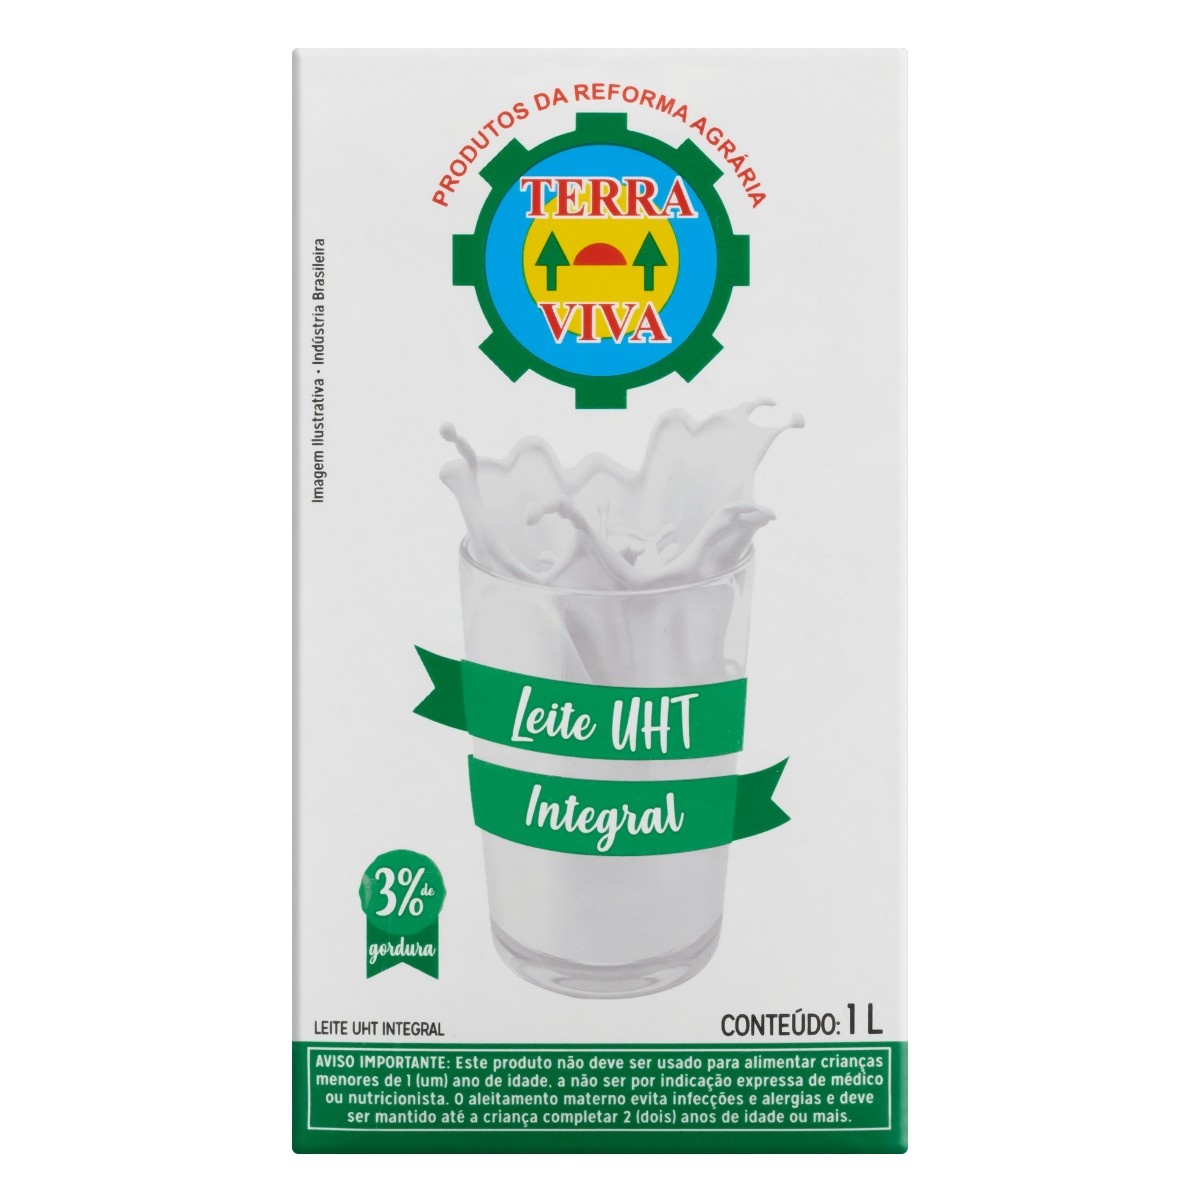 PRODUTOS DA REFORMA AGRÁRIA
TERRA
VIVA
Imagem Ilustrativa • Indústria Brasileira
Leite UHT
Integral
3% de
gordura
LEITE UHT INTEGRAL
CONTEÚDO: 1 L
AVISO IMPORTANTE: Este produto não deve ser usado para alimentar crianças
menores de 1 (um) ano de idade, a não ser por indicação expressa de médico
ou nutricionista. O aleitamento materno evita infecções e alergias e deve
ser mantido até a criança completar 2 (dois) anos de idade ou mais.